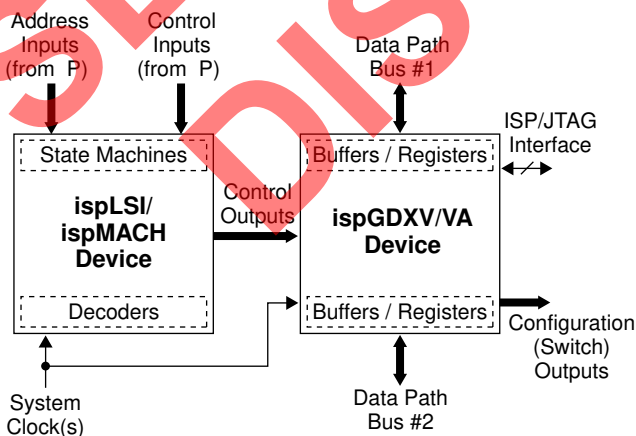 Address
Inputs
(from P)
Control
Inputs
(from P)
Data Path
Bus #1
ISP/JTAG
Interface
State Machines
Buffers / Registers
ispLSI/
ispMACH
Device
Control
Outputs
ispGDXV/VA
Device
Decoders
Buffers / Registers
Configuration
(Switch)
Outputs
System
Clock(s)
Data Path
Bus #2
DIS